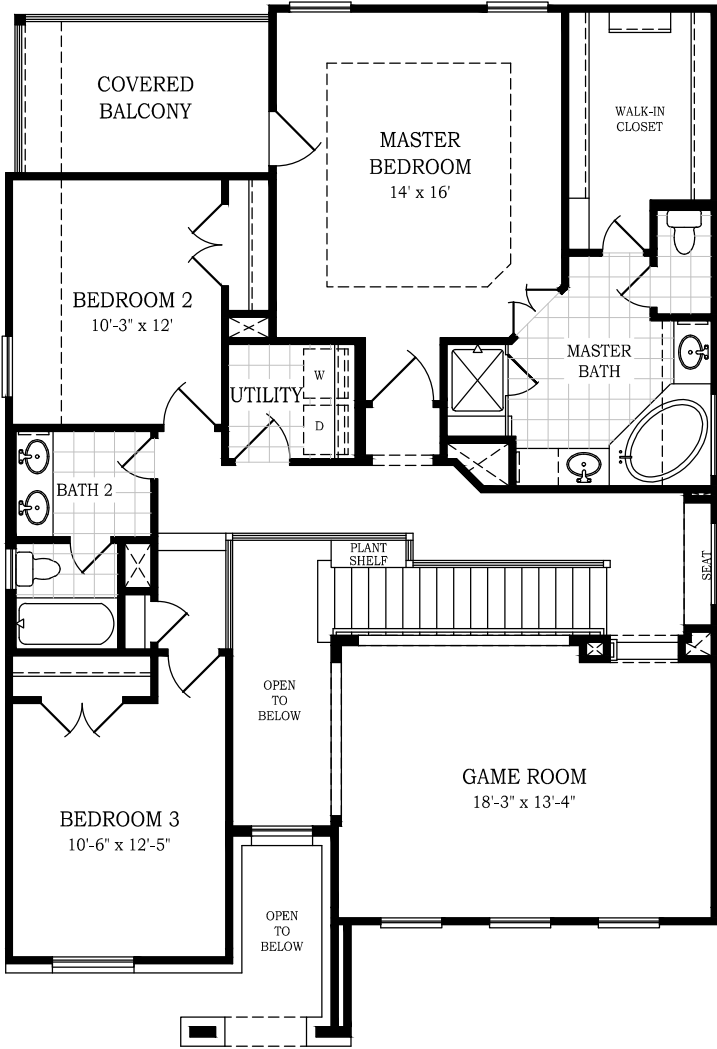 COVERED
BALCONY
MASTER
BEDROOM
14' x 16'
WALK-IN
CLOSET
BEDROOM 2
10'-3" x 12'
UTILITY
W
D
MASTER
BATH
BATH 2
PLANT
SHELF
SEAT
OPEN
TO
BELOW
GAME ROOM
18'-3" x 13'-4"
BEDROOM 3
10'-6" x 12'-5"
OPEN
TO
BELOW